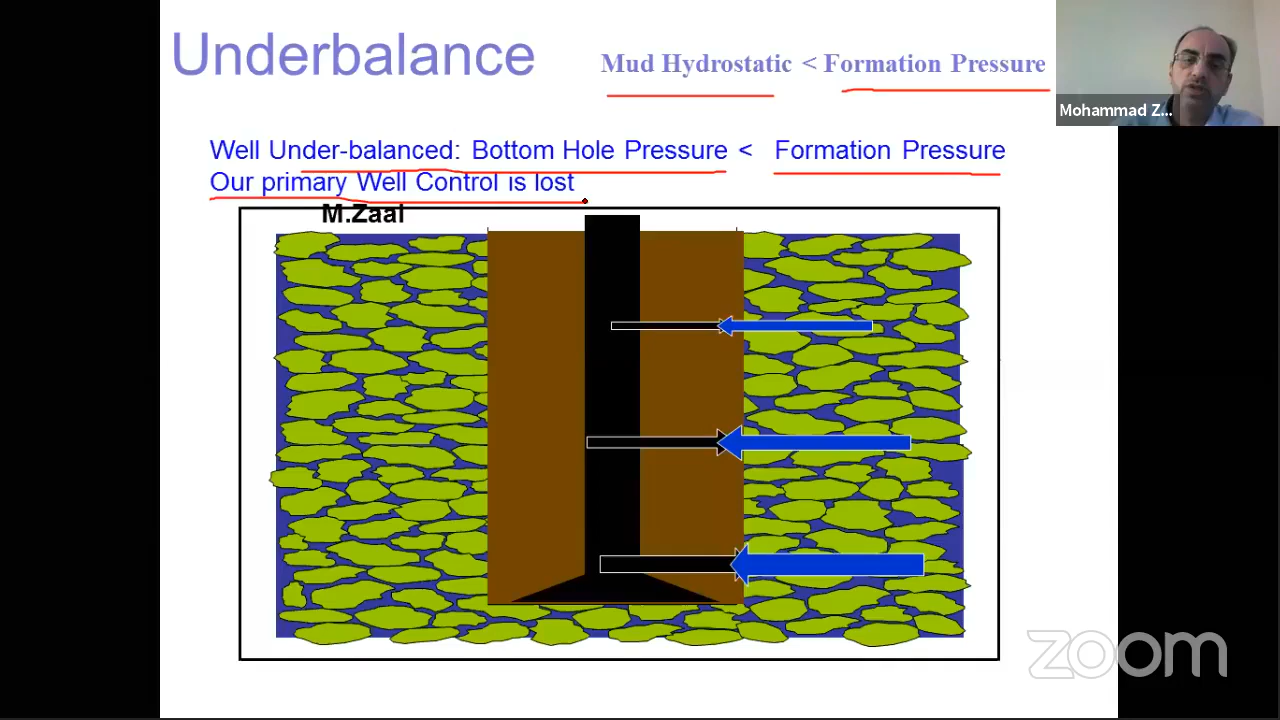 Underbalance
Mud Hydrostatic < Formation Pressure
Mohammad Z...
Well Under-balanced: Bottom Hole Pressure < Formation Pressure
Our primary Well Control is lost
M.Zaal
zoom